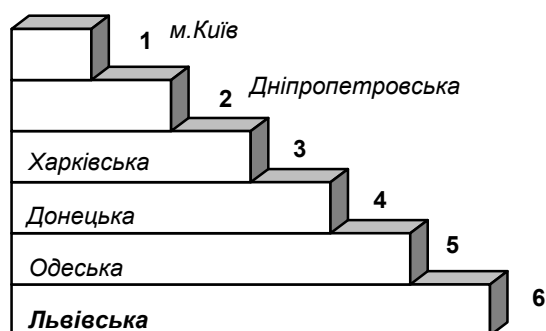 1 м.Київ
2 Дніпропетровська
Харківська 3
Донецька 4
Одеська 5
Львівська 6